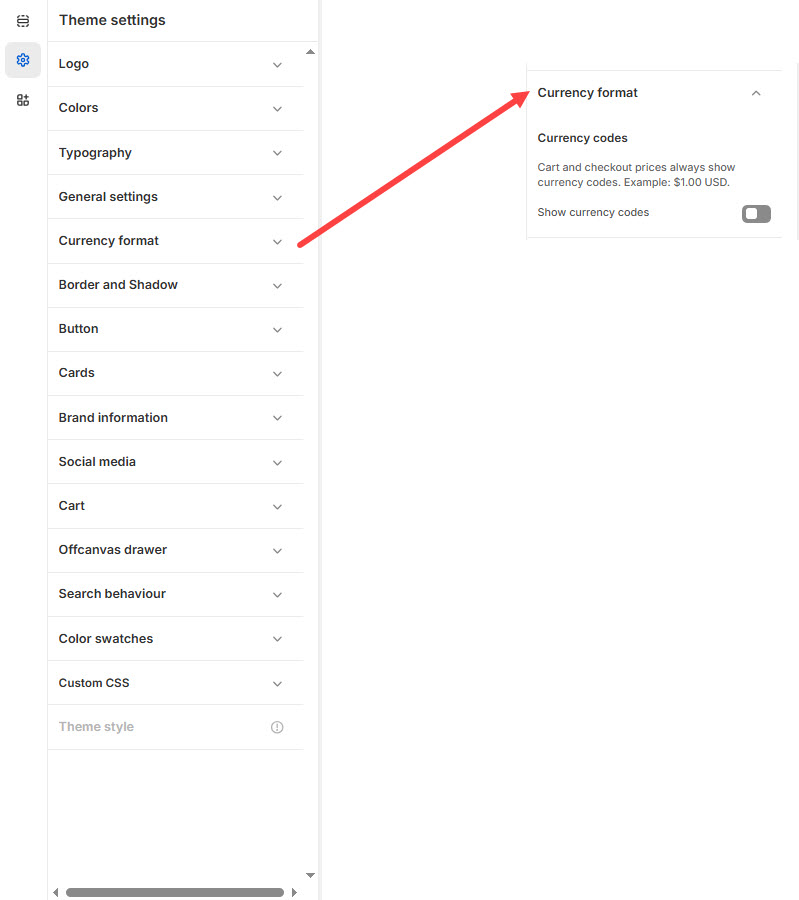 Theme settings
Logo
Colors
Typography
General settings
Currency format
Border and Shadow
Button
Cards
Brand information
Social media
Cart
Offcanvas drawer
Search behaviour
Color swatches
Custom CSS
Theme style
Currency format
Currency codes
Cart and checkout prices always show
currency codes. Example: $1.00 USD.
Show currency codes